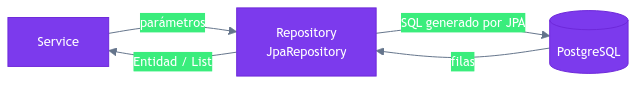 Service
parámetros
Entidad / List
Repository
JpaRepository
SQL generado por JPA
filas
PostgreSQL